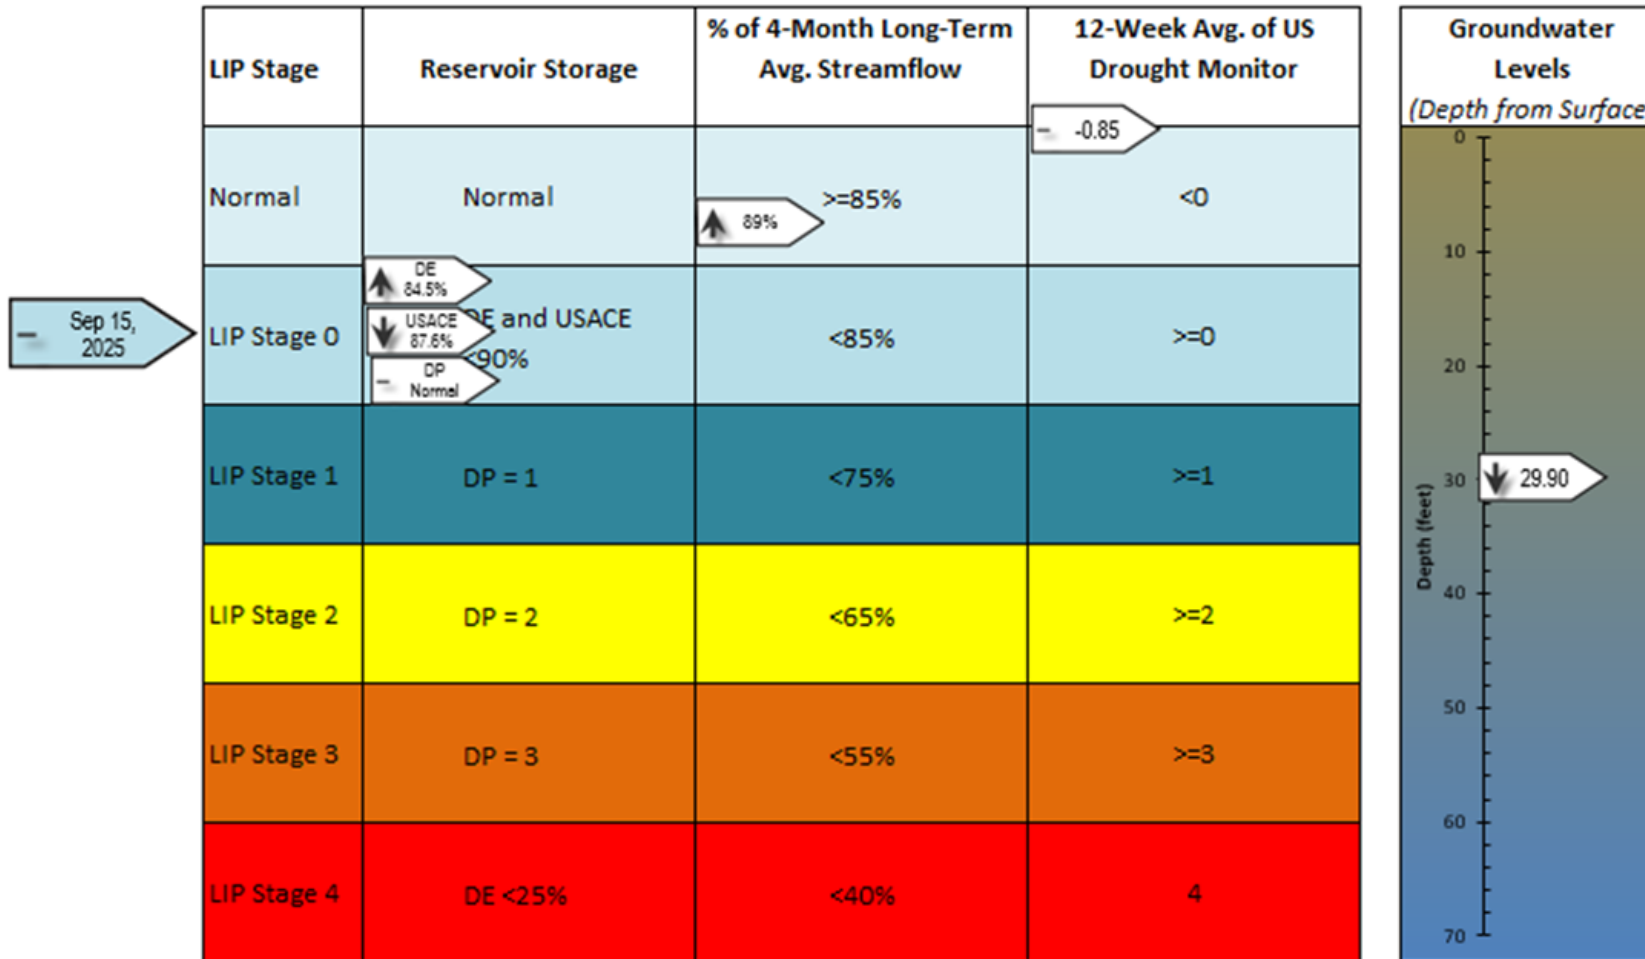 LIP Stage
Reservoir Storage
% of 4-Month Long-Term
Avg. Streamflow
12-Week Avg. of US
Drought Monitor
Groundwater
Levels
(Depth from Surface
-0.85
Normal
Normal
>=85%
89%
<0
Sep 15,
2025
LIP Stage 0
DE
84.5%
USACE
87.6%
DP
Normal
DE and USACE
<90%
<85%
>=0
LIP Stage 1
DP = 1
<75%
>=1
LIP Stage 2
DP = 2
<65%
>=2
LIP Stage 3
DP = 3
<55%
>=3
LIP Stage 4
DE <25%
<40%
4
Depth (feet)
0
10
20
30
29.90
40
50
60
70